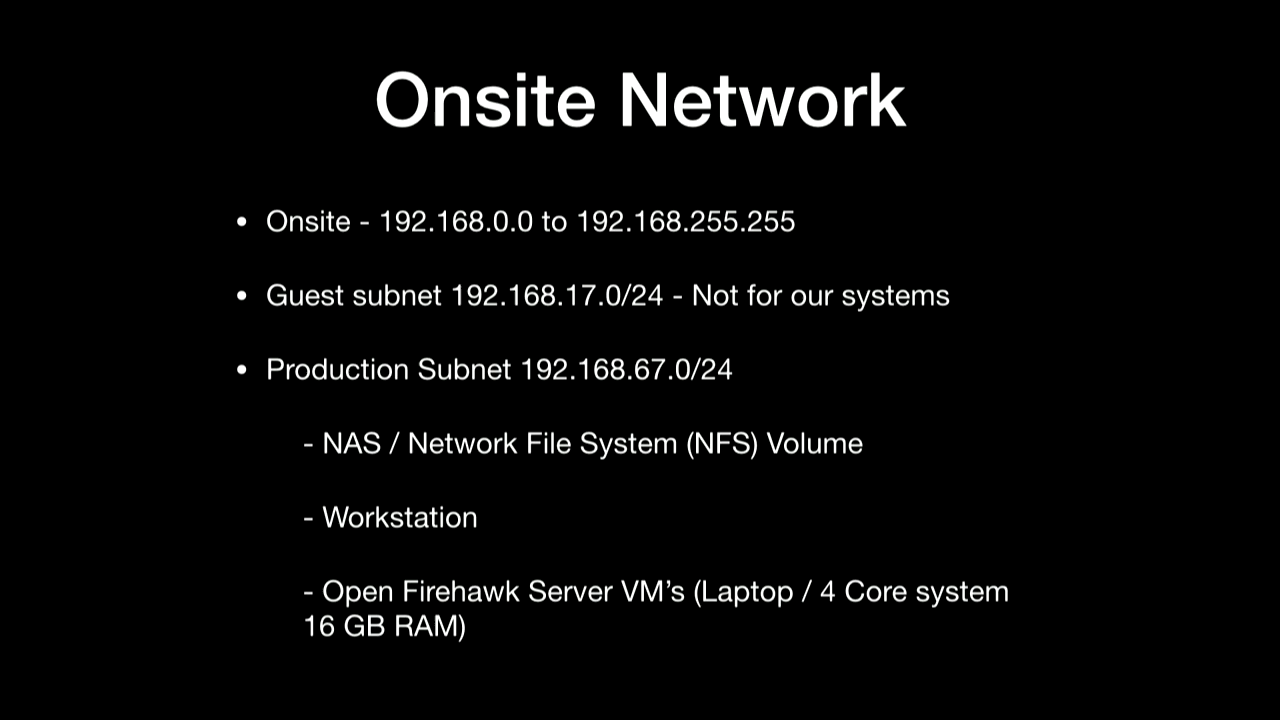 Onsite Network
• Onsite - 192.168.0.0 to 192.168.255.255
• Guest subnet 192.168.17.0/24 - Not for our systems
• Production Subnet 192.168.67.0/24
- NAS / Network File System (NFS) Volume
- Workstation
- Open Firehawk Server VM’s (Laptop / 4 Core system
16 GB RAM)